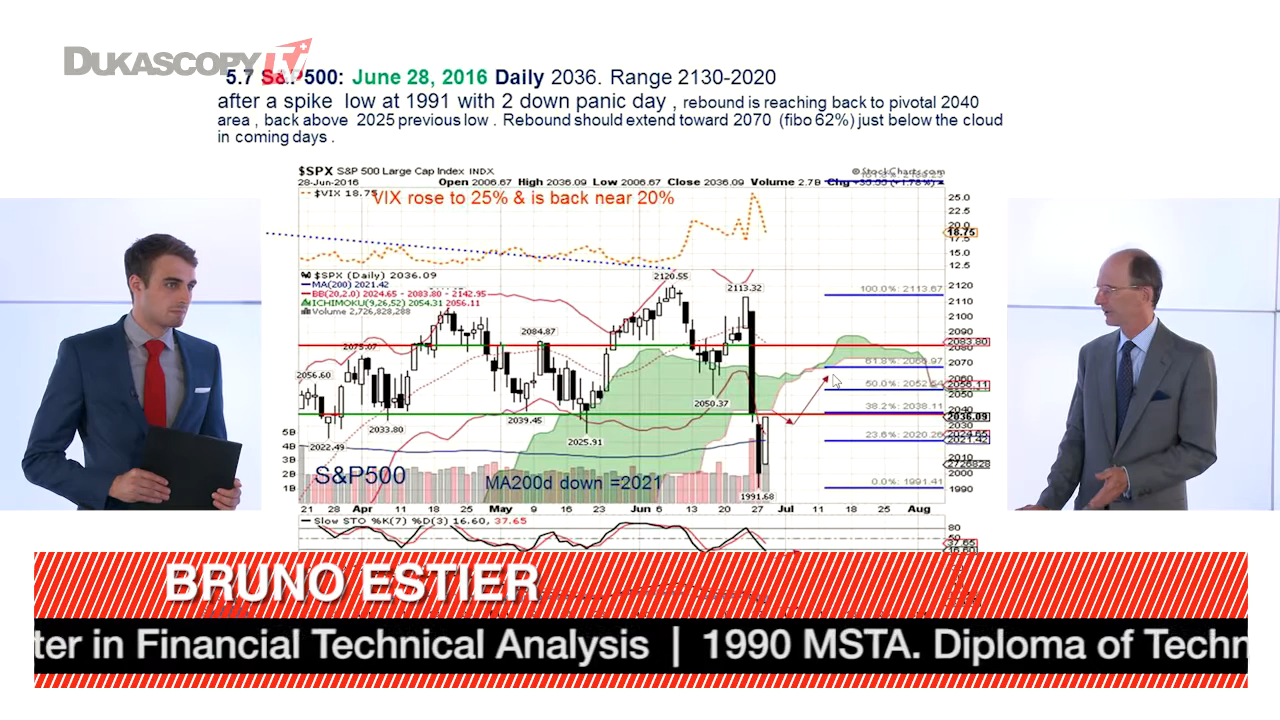 DUKASCOPY TV
5.7 S&P500: June 28, 2016 Daily 2036. Range 2130-2020
after a spike low at 1991 with 2 down panic day , rebound is reaching back to pivotal 2040
area , back above 2025 previous low . Rebound should extend toward 2070 (fibo 62%) just below the cloud
in coming days .
$SPX S&P 500 Large Cap Index INDX
© StockCharts.com
28-Jun-2016 Open 2006.67 High 2036.09 Low 2006.67 Close 2036.09 Volume 2.7B Chg
$VIX 18.75
VIX rose to 25% & is back near 20%
25.0
22.5
20.0
18.75
17.5
15.0
12.5
$SPX (Daily) 2036.09
MA(200) 2021.42
BB(20,2.0) 2024.65 - 2083.80 - 2142.95
ICHIMOKU(9,26,52) 2054.31 2056.11
Volume 2,726,828,288
2120.55
2113.32
100.0%: 2113.67
2120
2110
2100
2090
2083.80
2084.87
2075.07
2070
2056.60
50.0%: 2052.54
2056.11
2050.37
38.2%: 2038.11
2036.09
2039.45
2033.80
2030
2025.91
23.6%: 2020.26
2021.42
2022.49
2010
2726828
2000
1990
0.0%: 1991.41
1991.68
5B
4B
3B
2B
1B
S&P500
MA200d down =2021
21 28 Apr 11 18 25 May 9 16 23 Jun 6 13 20 27 Jul 11 18 25 Aug
Slow STO %K(7) %D(3) 16.60, 37.65
80
50
37.65
16.60
BRUNO ESTIER
ter in Financial Technical Analysis | 1990 MSTA. Diploma of Techn